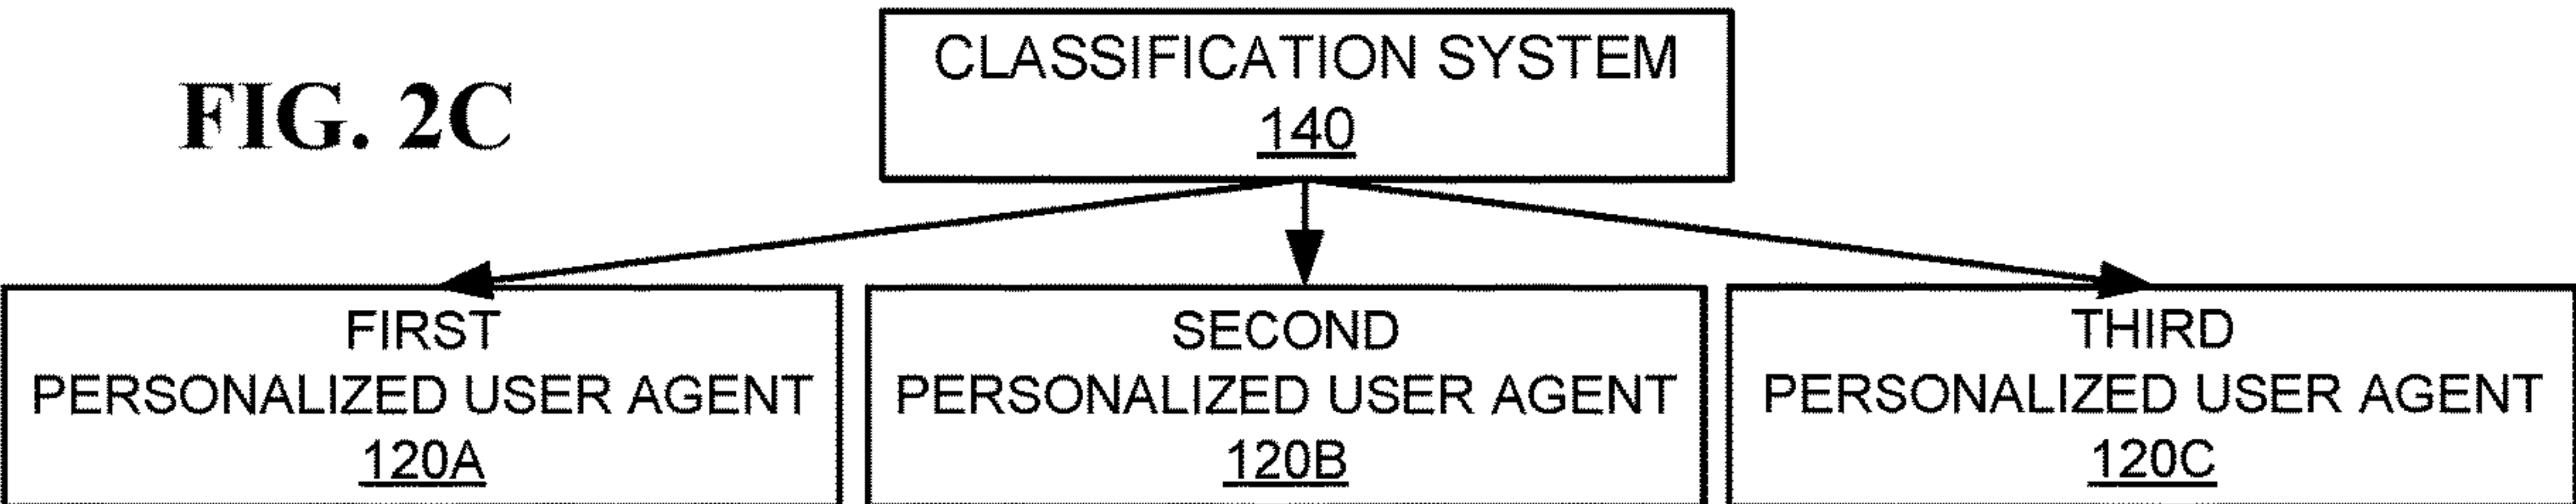 FIG. 2C
CLASSIFICATION SYSTEM
140
FIRST
PERSONALIZED USER AGENT
120A
SECOND
PERSONALIZED USER AGENT
120B
THIRD
PERSONALIZED USER AGENT
120C